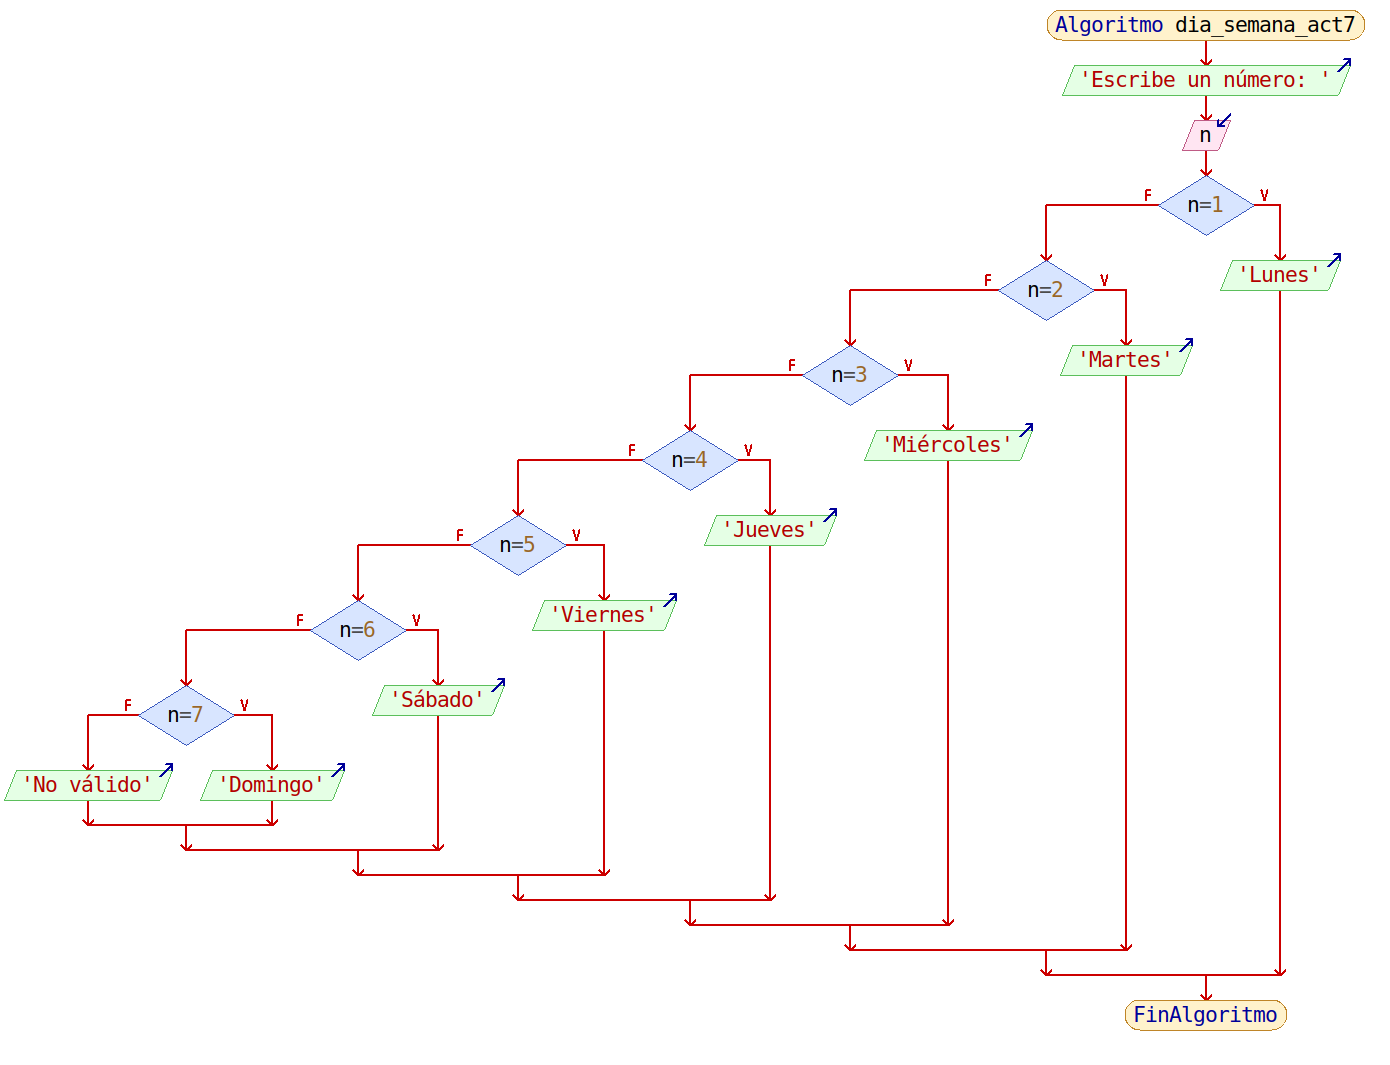 Algoritmo dia_semana_act7
'Escribe un número: '
n
n=1
F
V
'Lunes'
n=2
F
V
'Martes'
n=3
F
V
'Miércoles'
n=4
F
V
'Jueves'
n=5
F
V
'Viernes'
n=6
F
V
'Sábado'
n=7
F
V
'No válido'
'Domingo'
FinAlgoritmo